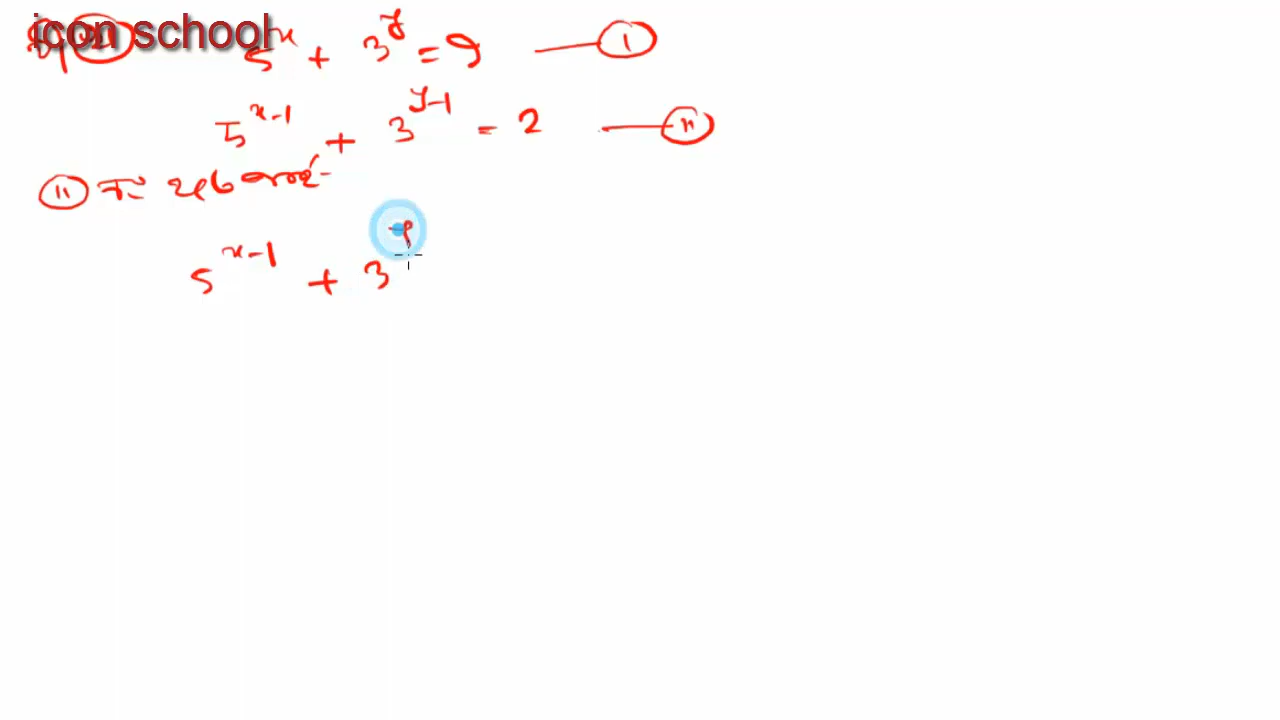 icon school
5^x + 3^y = 9 —— (i)
5^{x-1} + 3^{y-1} = 2 —— (ii)
(ii) নং হতে পাই-
5^{x-1} + 3